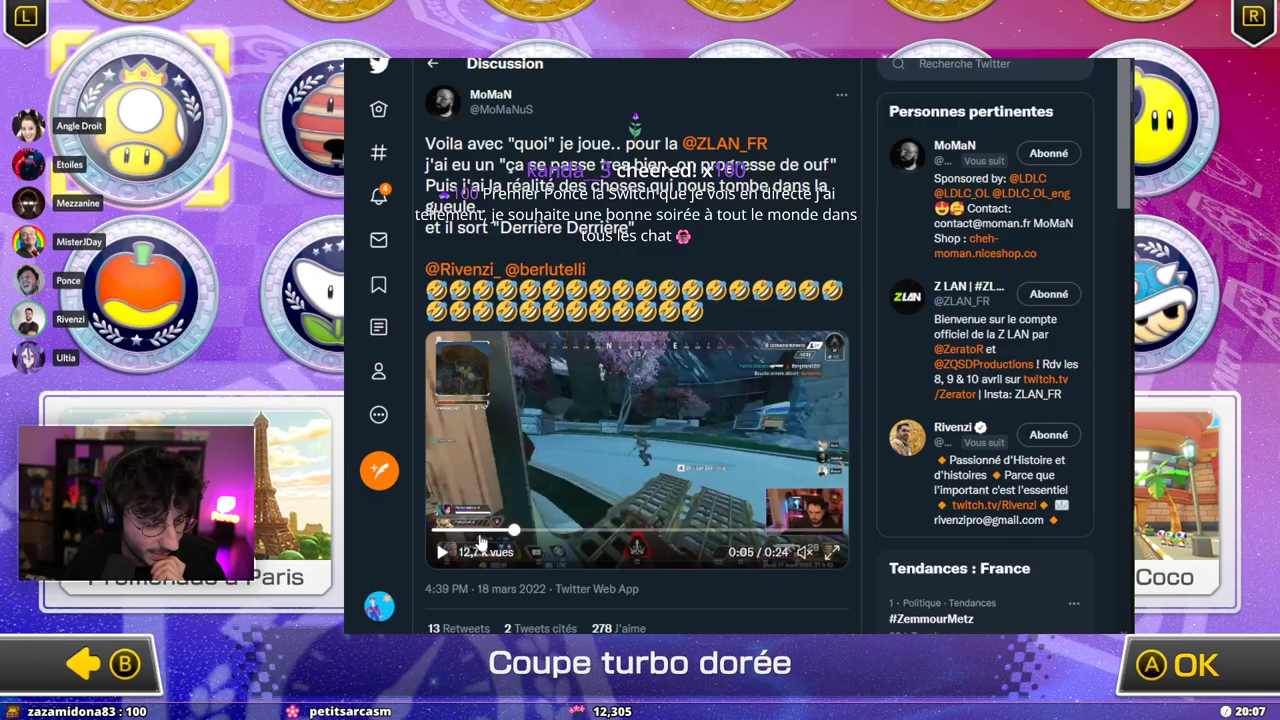 L
R
Angle Droit
Etoiles
Mezzanine
MisterJDay
Ponce
Rivenzi
Ultia
Discussion
MoMaN
@MoMaNuS
Voila avec "quoi" je joue.. pour la @ZLAN_FR
j'ai eu un "ça se passe tres bien, on progresse de ouf"
Puis j'ai la réalité des choses qui nous tombe dans la
gueule..
et il sort "Derrière Derrière"
Randa__3 cheered! x100
100 Premier Ponce la Switch que je vois en directe j'ai
tellement, je souhaite une bonne soirée à tout le monde dans
tous les chat
@Rivenzi_ @berlutelli
N
E
12,7 k vues
0:05 / 0:24
4:39 PM · 18 mars 2022 · Twitter Web App
13 Retweets 2 Tweets cités 278 J'aime
4
Recherche Twitter
Personnes pertinentes
MoMaN
@... Vous suit
Abonné
Sponsored by: @LDLC
@LDLC_OL @LDLC_OL_eng
Contact:
contact@moman.fr MoMaN
Shop : cheh-
moman.niceshop.co
ZLAN
Z LAN | #ZL...
@ZLAN_FR
Abonné
Bienvenue sur le compte
officiel de la Z LAN par
@ZeratoR et
@ZQSDProductions ! Rdv les
8, 9 & 10 avril sur twitch.tv
/Zerator | Insta: ZLAN_FR
Rivenzi
@... Vous suit
Abonné
Passionné d'Histoire et
d'histoires Parce que
l'important c'est l'essentiel
twitch.tv/Rivenzi
rivenzipro@gmail.com
Tendances : France
1 · Politique · Tendances
#ZemmourMetz
Promenade à Paris
Coco
B
Coupe turbo dorée
A OK
zazamidona83 : 100
petitsarcasm
12,305
20:07